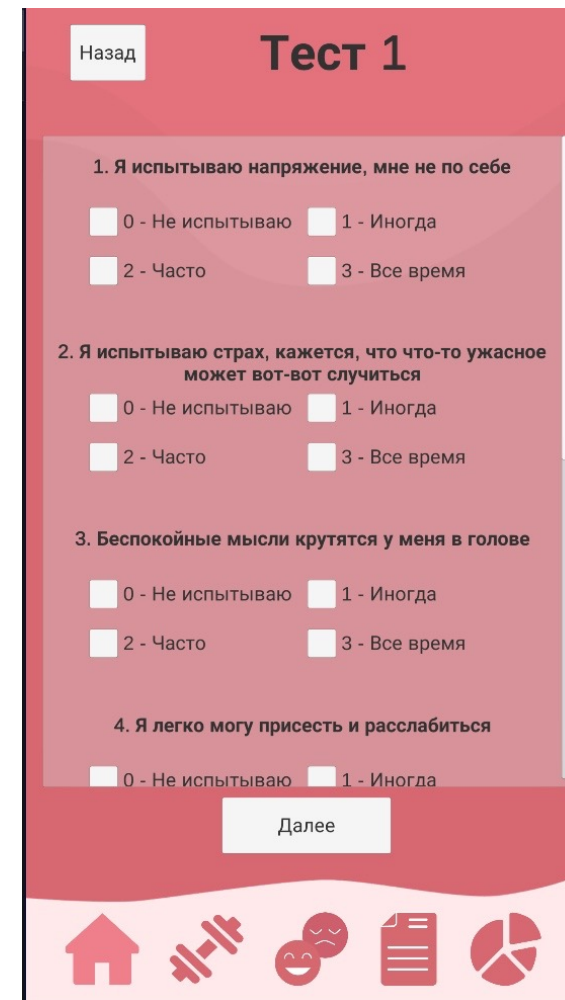 Назад
Тест 1
1. Я испытываю напряжение, мне не по себе
0 - Не испытываю 1 - Иногда
2 - Часто 3 - Все время
2. Я испытываю страх, кажется, что что-то ужасное
может вот-вот случиться
0 - Не испытываю 1 - Иногда
2 - Часто 3 - Все время
3. Беспокойные мысли крутятся у меня в голове
0 - Не испытываю 1 - Иногда
2 - Часто 3 - Все время
4. Я легко могу присесть и расслабиться
0 - Не испытываю 1 - Иногда
Далее